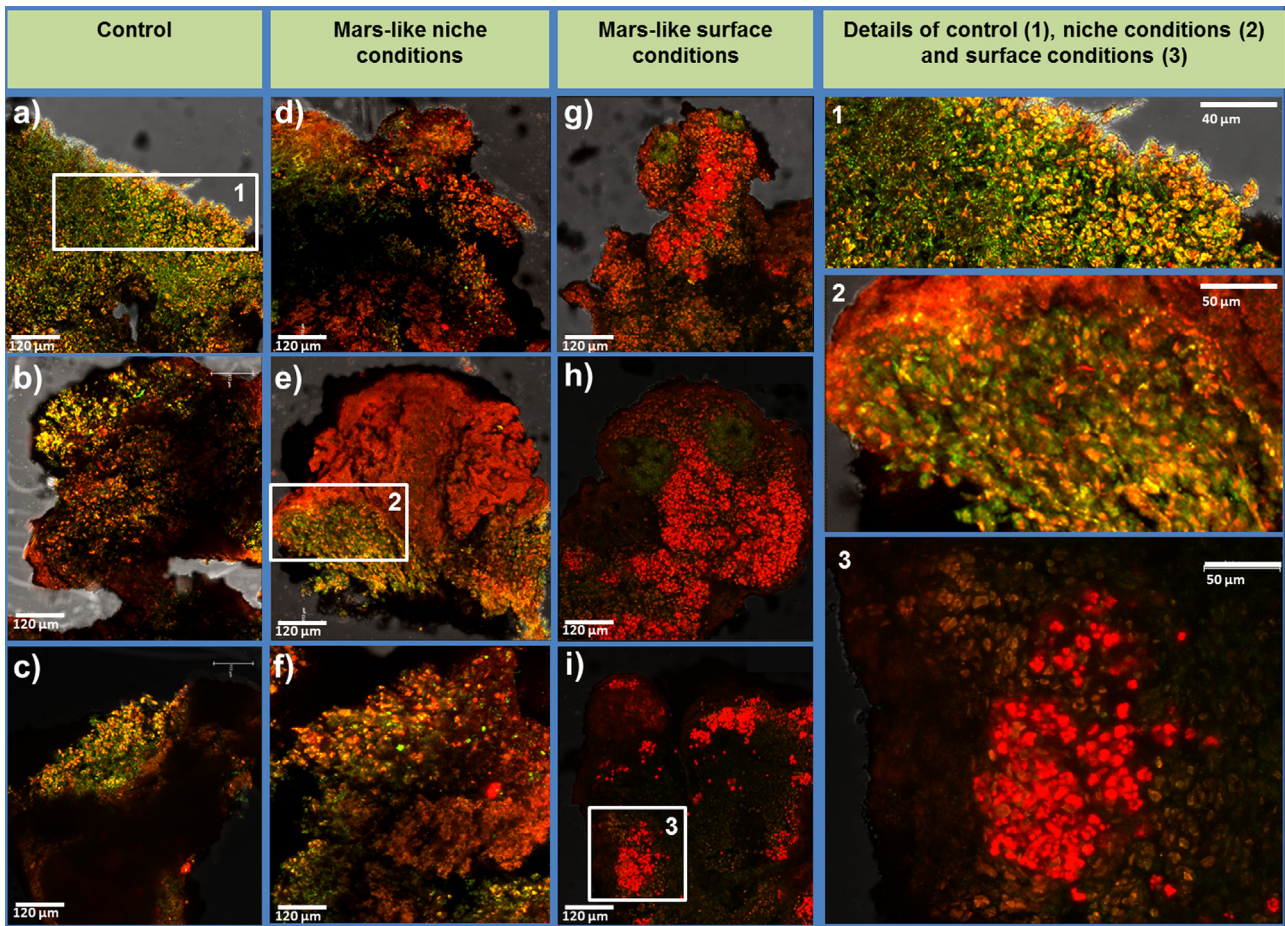 Control
Mars-like niche
conditions
Mars-like surface
conditions
Details of control (1), niche conditions (2)
and surface conditions (3)
a)
1
120 µm
b)
120 µm
c)
120 µm
d)
120 µm
e)
2
120 µm
f)
120 µm
g)
120 µm
h)
120 µm
i)
3
120 µm
1
40 µm
2
50 µm
3
50 µm